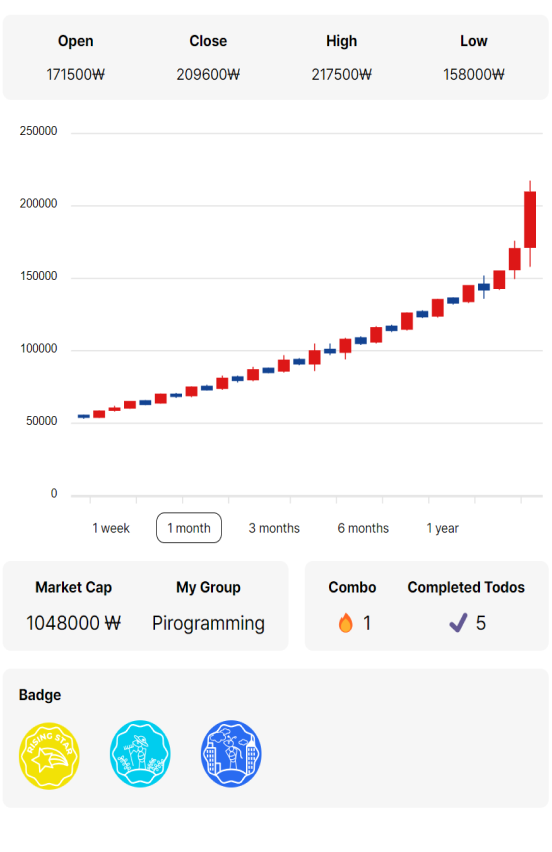 Open Close High Low
171500₩ 209600₩ 217500₩ 158000₩
250000
200000
150000
100000
50000
0
1 week 1 month 3 months 6 months 1 year
Market Cap My Group
1048000 ₩ Pirogramming
Combo Completed Todos
1 5
Badge
RISING STAR